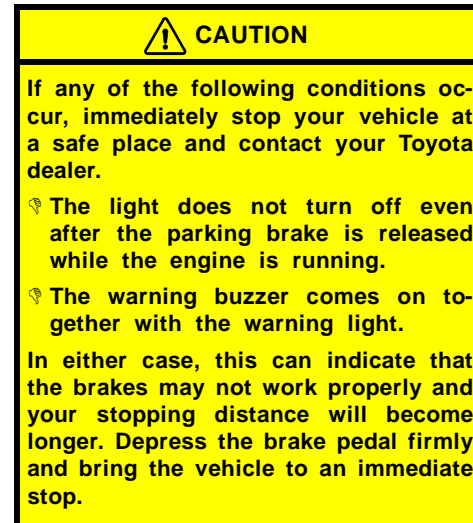 CAUTION
If any of the following conditions oc-
cur, immediately stop your vehicle at
a safe place and contact your Toyota
dealer.
The light does not turn off even
after the parking brake is released
while the engine is running.
The warning buzzer comes on to-
gether with the warning light.
In either case, this can indicate that
the brakes may not work properly and
your stopping distance will become
longer. Depress the brake pedal firmly
and bring the vehicle to an immediate
stop.